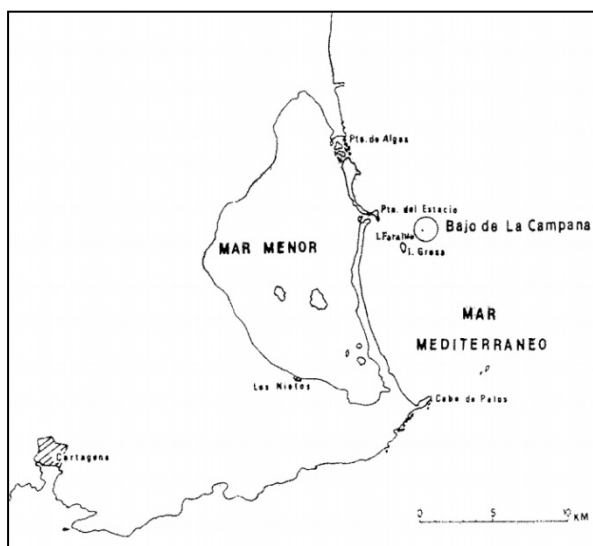 Pta. de Algas
Pta. del Estacio
I. Farallo
Bajo de La Campana
I. Grosa
MAR MENOR
MAR
MEDITERRANEO
Los Nietos
Cabo de Palos
Cartagena
0 5 10
KM